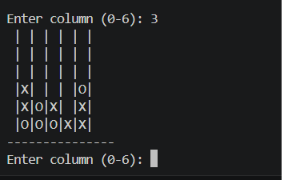 Enter column (0-6): 3
 | | | | | |
 | | | | | |
 | | | | | |
 |X| | | |O|
 |X|O|X| |X|
 |O|O|O|X|X|
---------------
Enter column (0-6):